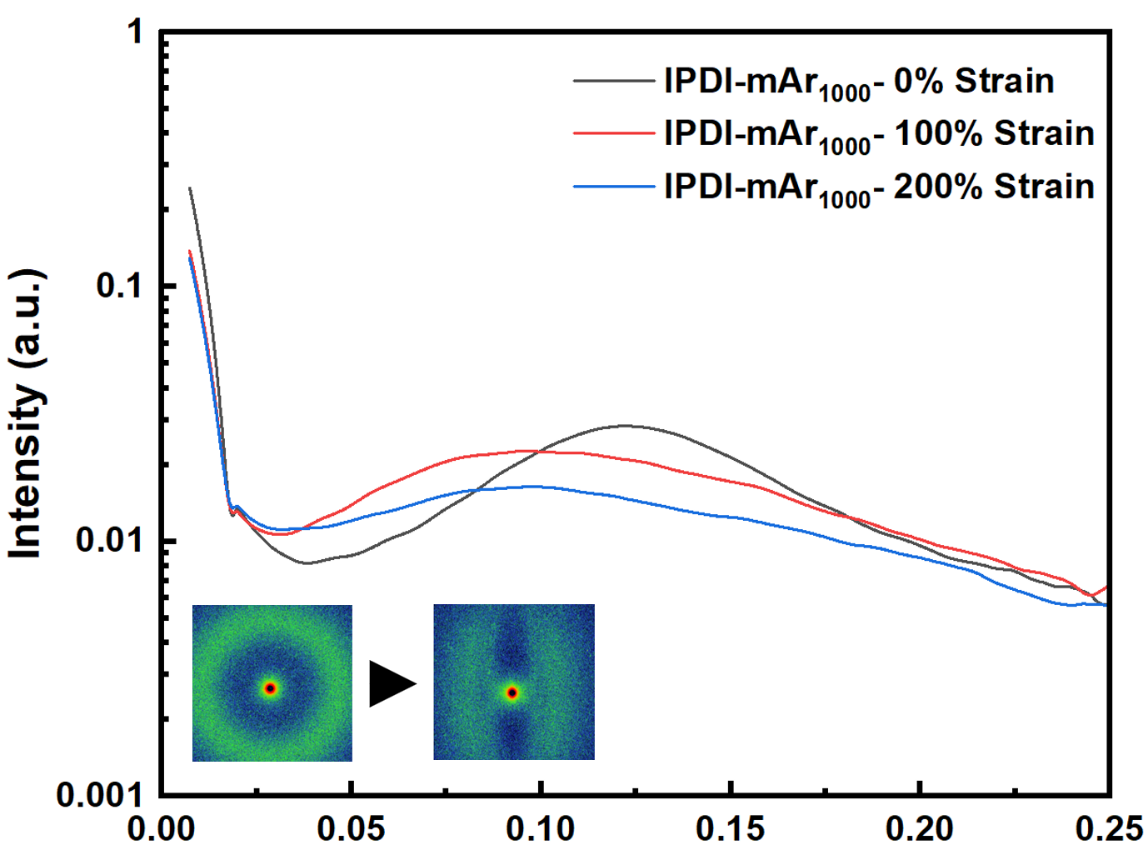 1
IPDI-mAr₁₀₀₀- 0% Strain
IPDI-mAr₁₀₀₀- 100% Strain
IPDI-mAr₁₀₀₀- 200% Strain
0.1
Intensity (a.u.)
0.01
0.001
0.00 0.05 0.10 0.15 0.20 0.25